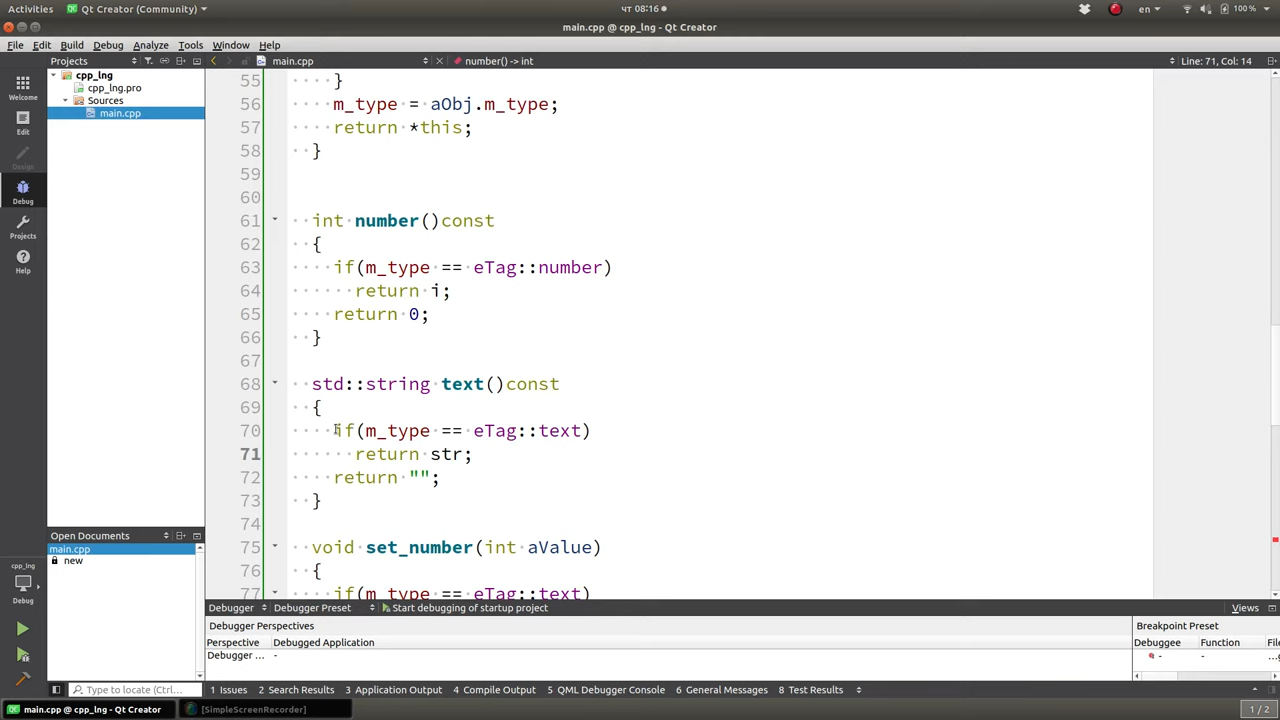 Activities Qt Creator (Community) чт 08:16 en 100 %
main.cpp @ cpp_lng - Qt Creator
File Edit Build Debug Analyze Tools Window Help
Projects main.cpp number() -> int Line: 71, Col: 14
cpp_lng
cpp_lng.pro
Sources
main.cpp
Welcome
Edit
Design
Debug
Projects
Help
55 }
56 m_type = aObj.m_type;
57 return *this;
58 }
59
60
61 int number()const
62 {
63 if(m_type == eTag::number)
64 return i;
65 return 0;
66 }
67
68 std::string text()const
69 {
70 if(m_type == eTag::text)
71 return str;
72 return "";
73 }
74
75 void set_number(int aValue)
76 {
77 if(m_type == eTag::text)
Open Documents
main.cpp
new
cpp_lng
Debug
Debugger Debugger Preset Start debugging of startup project Views
Debugger Perspectives Breakpoint Preset
Perspective Debugged Application Debuggee Function File
Debugger ... - - - ...g
Type to locate (Ctrl... 1 Issues 2 Search Results 3 Application Output 4 Compile Output 5 QML Debugger Console 6 General Messages 8 Test Results
main.cpp @ cpp_lng - Qt Creator [SimpleScreenRecorder] 1 / 2